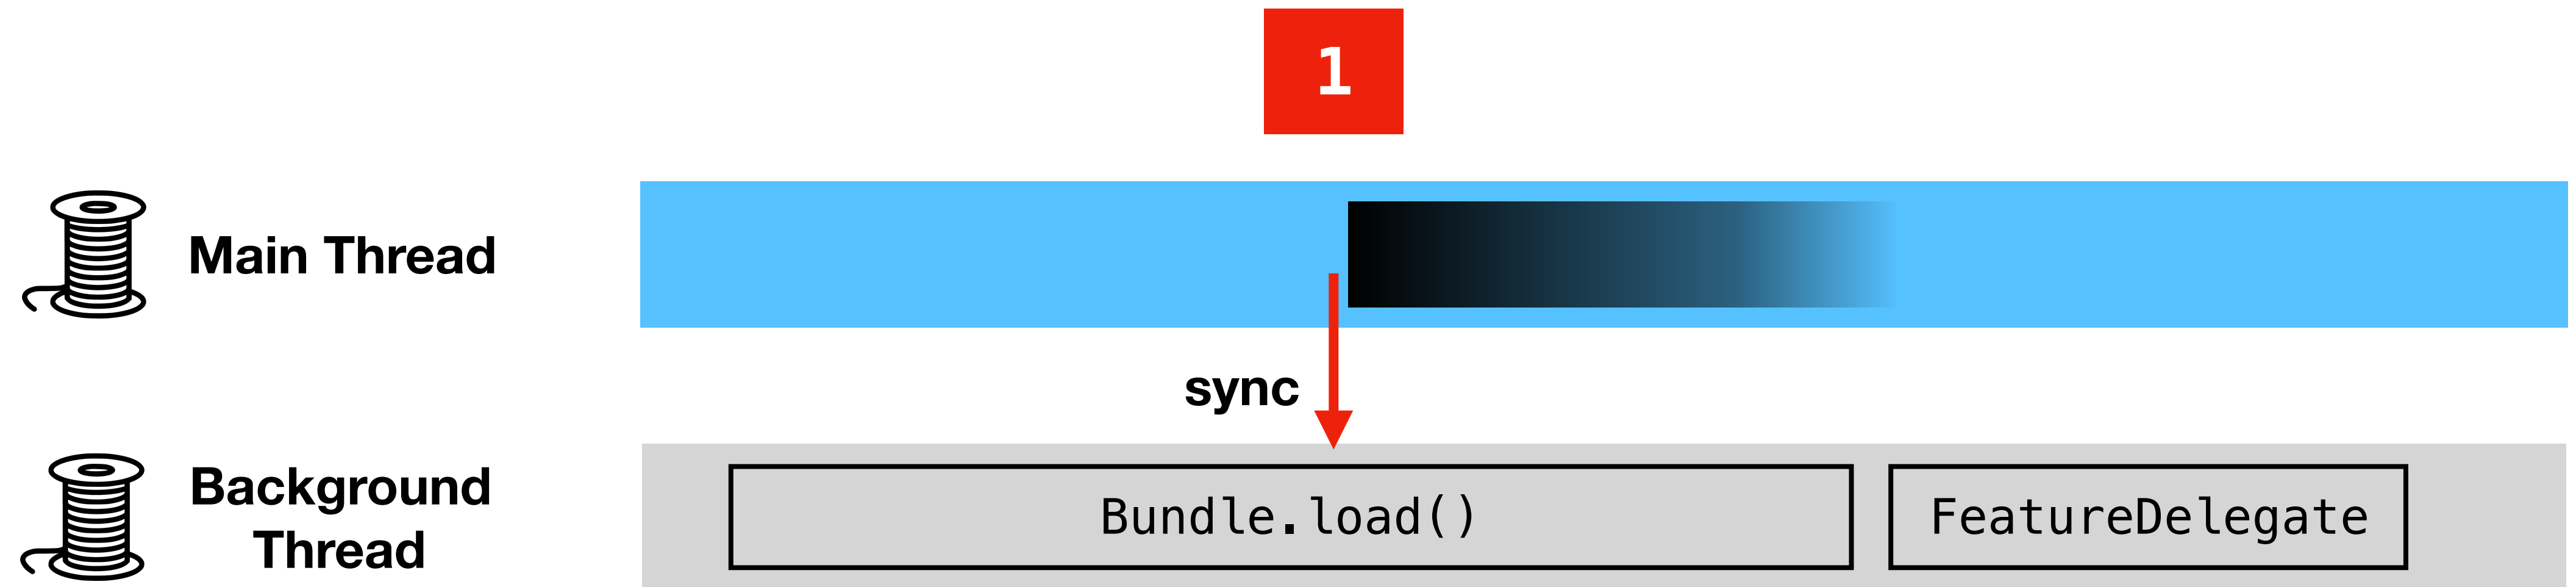 1
Main Thread
sync
Background
Thread
Bundle.load()
FeatureDelegate